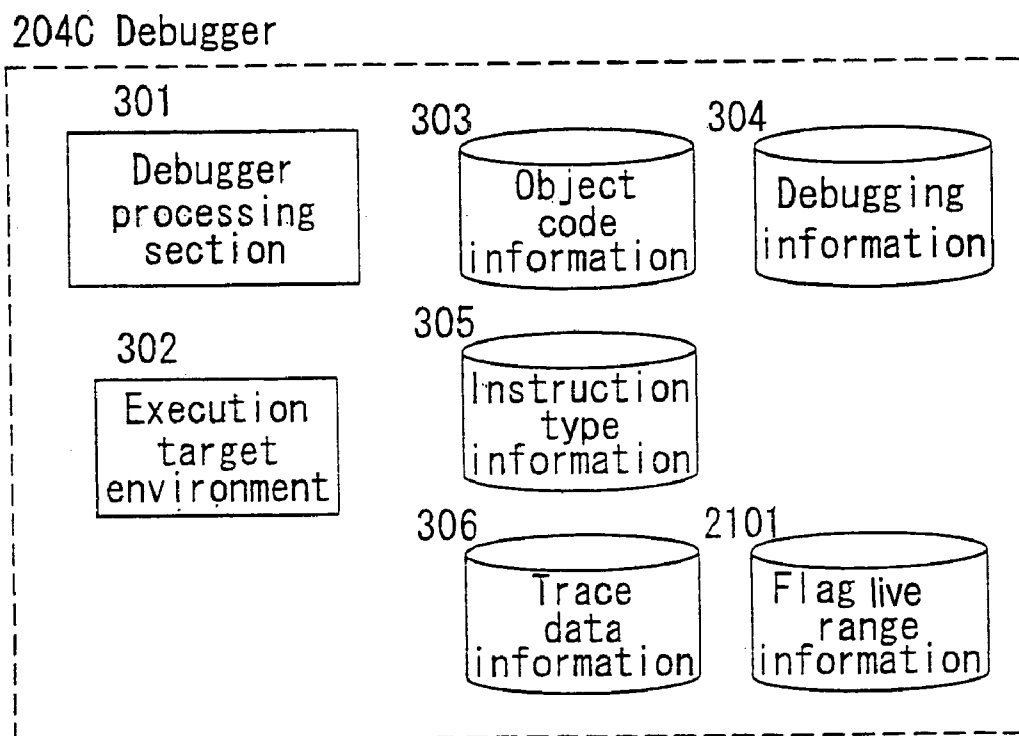 204C Debugger
301
Debugger
processing
section
303
Object
code
information
304
Debugging
information
302
Execution
target
environment
305
Instruction
type
information
306
Trace
data
information
2101
Flag live
range
information